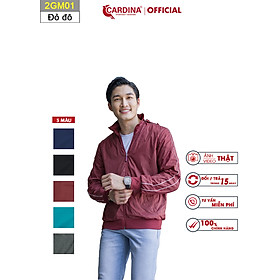 2GM01
Đỏ đô
CARDINA
OFFICIAL
5 MÀU
ẢNH
VIDEO
THẬT
ĐỔI / TRẢ
15
TƯ VẤN
MIỄN PHÍ
100%
CHÍNH HÃNG